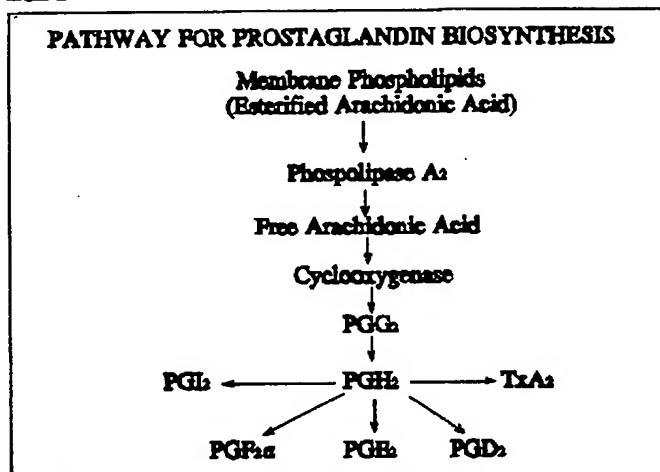 PATHWAY FOR PROSTAGLANDIN BIOSYNTHESIS
Membrane Phospholipids
(Esterified Arachidonic Acid)
Phospolipase A₂
Free Arachidonic Acid
Cyclooxygenase
PGG₂
PGI₂ PGH₂ TxA₂
PGF₂α PGE₂ PGD₂